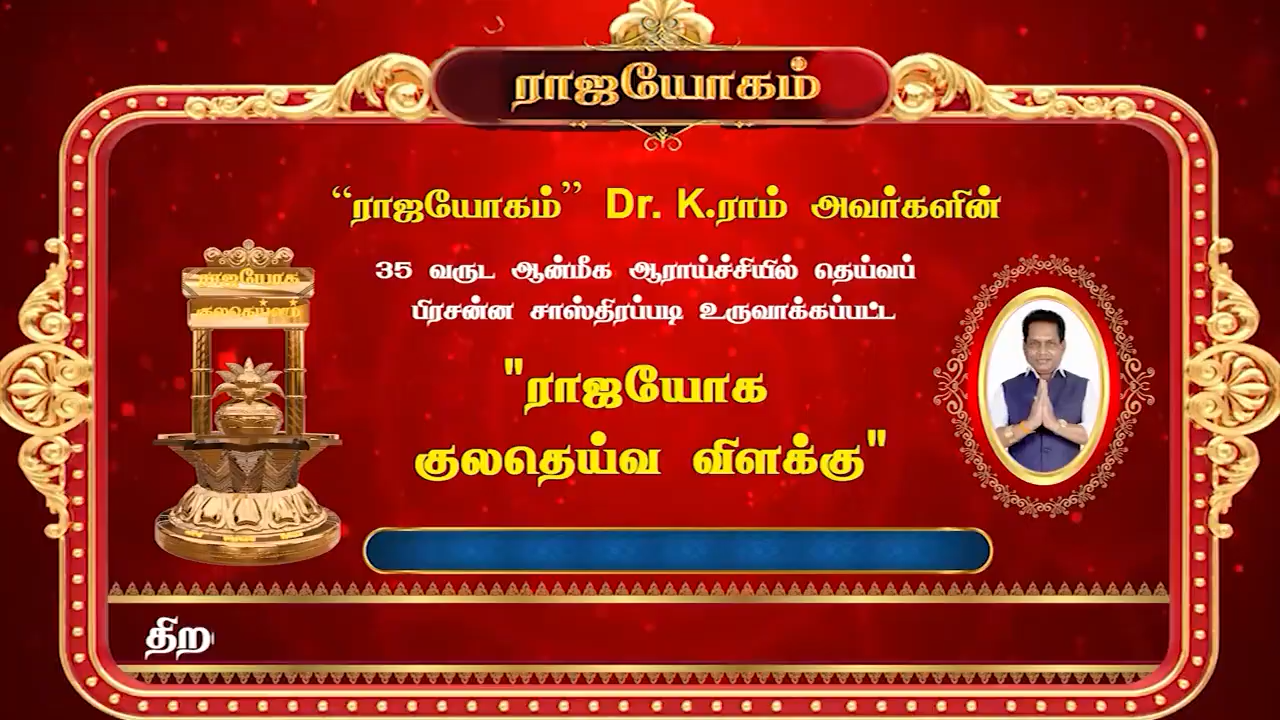 ராஜயோகம்
“ராஜயோகம்” Dr. K.ராம் அவர்களின்
35 வருட ஆன்மீக ஆராய்ச்சியில் தெய்வப்
பிரசன்ன சாஸ்திரப்படி உருவாக்கப்பட்ட
"ராஜயோக
குலதெய்வ விளக்கு"
ராஜயோக
குலதெய்வம்
திற